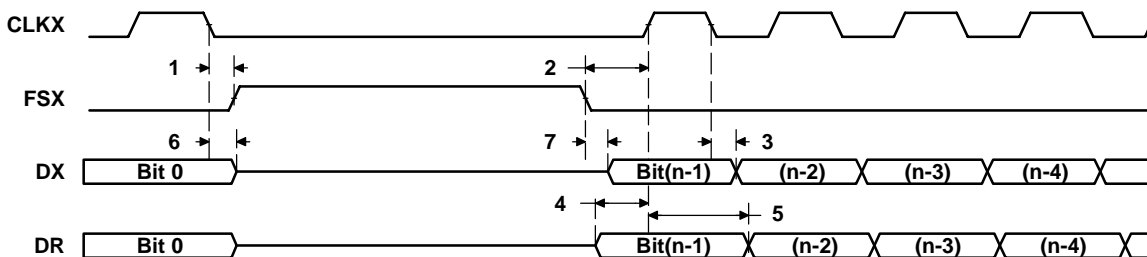 CLKX
1 2
FSX
6 7 3
DX Bit 0 Bit(n-1) (n-2) (n-3) (n-4)
4 5
DR Bit 0 Bit(n-1) (n-2) (n-3) (n-4)